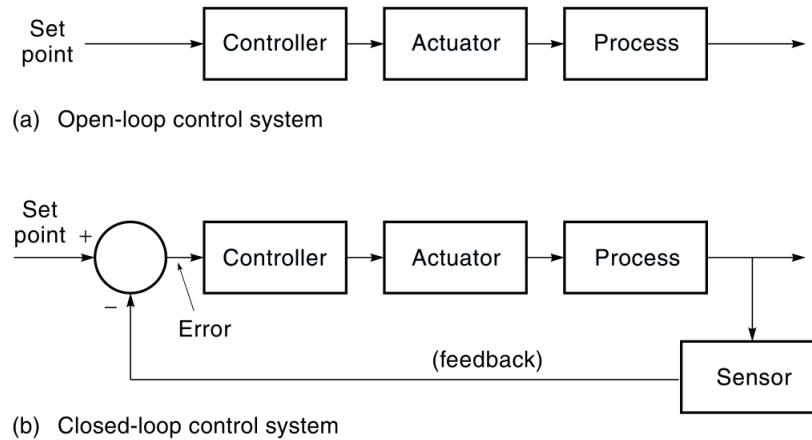 Set
point
Controller
Actuator
Process
(a) Open-loop control system
Set
point +
Controller
Actuator
Process
−
Error
(feedback)
Sensor
(b) Closed-loop control system